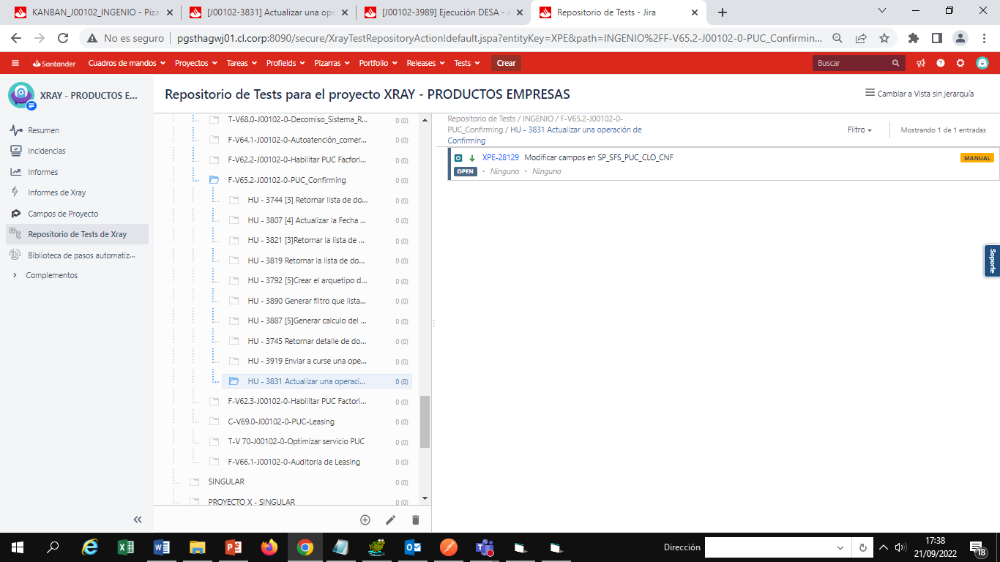 KANBAN_J00102_INGENIO - Piza
[J00102-3831] Actualizar una ope
[J00102-3989] Ejecución DESA - A
Repositorio de Tests - Jira
No es seguro
pgsthagwj01.cl.corp:8090/secure/XrayTestRepositoryAction!default.jspa?entityKey=XPE&path=INGENIO%2FF-V65.2-J00102-0-PUC_Confirmin...
Santander
Cuadros de mandos
Proyectos
Tareas
Profields
Pizarras
Portfolio
Releases
Tests
Crear
Buscar
XRAY - PRODUCTOS E...
Resumen
Incidencias
Informes
Informes de Xray
Campos de Proyecto
Repositorio de Tests de Xray
Biblioteca de pasos automatiz...
Complementos
Repositorio de Tests para el proyecto XRAY - PRODUCTOS EMPRESAS
Cambiar a Vista sin jerarquía
T-V68.0-J00102-0-Decomiso_Sistema_R... 0 (0)
F-V64.1-J00102-0-Autoatención_comer... 0 (0)
F-V62.2-J00102-0-Habilitar PUC Factori... 0 (0)
F-V65.2-J00102-0-PUC_Confirming 0 (0)
HU - 3744 [3] Retornar lista de do... 0 (0)
HU - 3807 [4] Actualizar la Fecha ... 0 (0)
HU - 3821 [3]Retornar la lista de ... 0 (0)
HU - 3819 Retornar la lista de do... 0 (0)
HU - 3792 [5]Crear el arquetipo d... 0 (0)
HU - 3890 Generar filtro que lista... 0 (0)
HU - 3887 [5]Generar calculo del ... 0 (0)
HU - 3745 Retornar detalle de do... 0 (0)
HU - 3919 Enviar a curse una ope... 0 (0)
HU - 3831 Actualizar una operaci... 0 (0)
F-V62.3-J00102-0-Habilitar PUC Factori... 0 (0)
C-V69.0-J00102-0-PUC-Leasing 0 (0)
T-V 70-J00102-0-Optimizar servicio PUC 0 (0)
F-V66.1-J00102-0-Auditoria de Leasing 0 (0)
SINGULAR 0 (0)
PROYECTO X - SINGULAR 0 (0)
Repositorio de Tests / INGENIO / F-V65.2-J00102-0-
PUC_Confirming / HU - 3831 Actualizar una operación de
Confirming
Filtro
Mostrando 1 de 1 entradas
XPE-28129 Modificar campos en SP_SFS_PUC_CLO_CNF
MANUAL
OPEN · Ninguno · Ninguno
Soporte
Dirección
17:38
21/09/2022
18